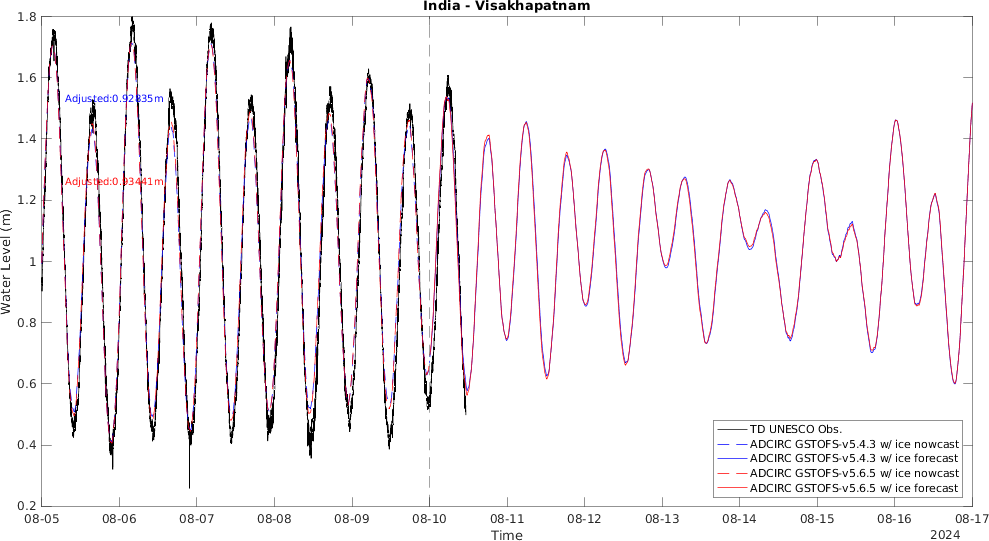 India - Visakhapatnam
1.8
1.6
1.4
1.2
1
0.8
0.6
0.4
0.2
Water Level (m)
Adjusted:0.92835m
Adjusted:0.93441m
TD UNESCO Obs.
ADCIRC GSTOFS-v5.4.3 w/ ice nowcast
ADCIRC GSTOFS-v5.4.3 w/ ice forecast
ADCIRC GSTOFS-v5.6.5 w/ ice nowcast
ADCIRC GSTOFS-v5.6.5 w/ ice forecast
08-05 08-06 08-07 08-08 08-09 08-10 08-11 08-12 08-13 08-14 08-15 08-16 08-17
Time
2024